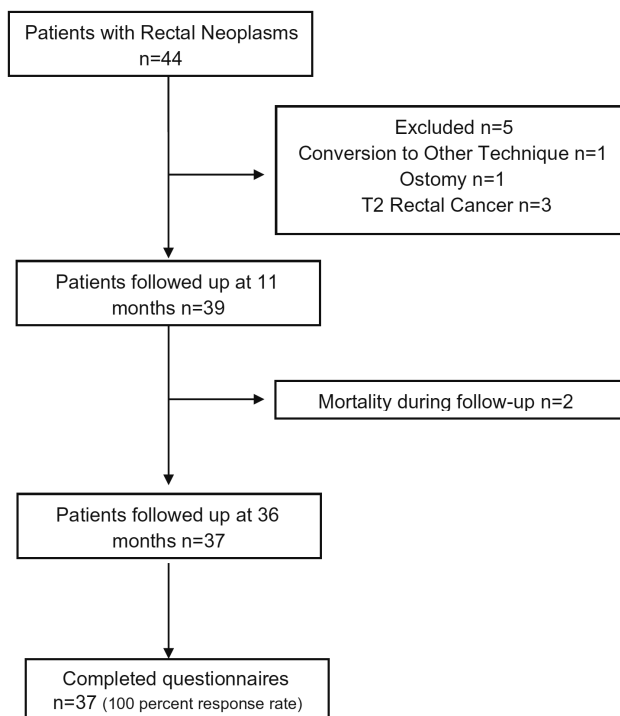 Patients with Rectal Neoplasms
n=44
Excluded n=5
Conversion to Other Technique n=1
Ostomy n=1
T2 Rectal Cancer n=3
Patients followed up at 11
months n=39
Mortality during follow-up n=2
Patients followed up at 36
months n=37
Completed questionnaires
n=37 (100 percent response rate)